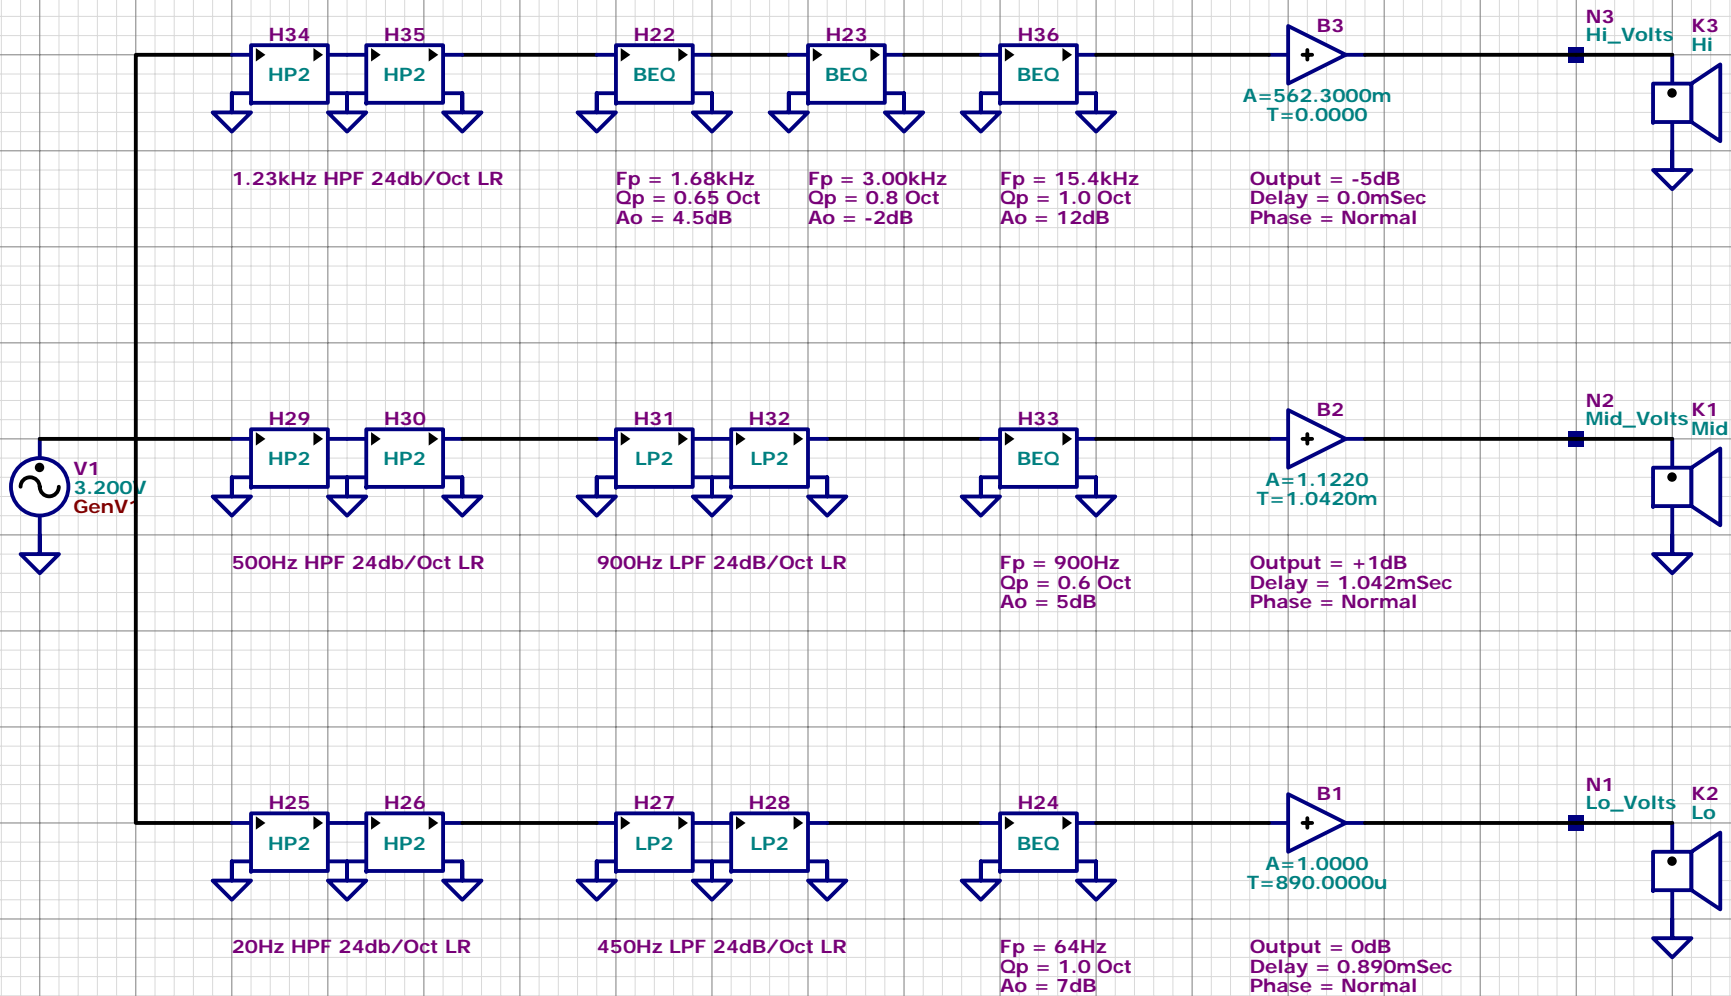 H34
H35
H22
H23
H36
B3
N3
Hi_Volts
K3
Hi
HP2
HP2
BEQ
BEQ
BEQ
A=562.3000m
T=0.0000
1.23kHz HPF 24db/Oct LR
Fp = 1.68kHz
Qp = 0.65 Oct
Ao = 4.5dB
Fp = 3.00kHz
Qp = 0.8 Oct
Ao = -2dB
Fp = 15.4kHz
Qp = 1.0 Oct
Ao = 12dB
Output = -5dB
Delay = 0.0mSec
Phase = Normal
V1
3.200V
GenV1
H29
H30
H31
H32
H33
B2
N2
Mid_Volts
K1
Mid
HP2
HP2
LP2
LP2
BEQ
A=1.1220
T=1.0420m
500Hz HPF 24db/Oct LR
900Hz LPF 24dB/Oct LR
Fp = 900Hz
Qp = 0.6 Oct
Ao = 5dB
Output = +1dB
Delay = 1.042mSec
Phase = Normal
H25
H26
H27
H28
H24
B1
N1
Lo_Volts
K2
Lo
HP2
HP2
LP2
LP2
BEQ
A=1.0000
T=890.0000u
20Hz HPF 24db/Oct LR
450Hz LPF 24dB/Oct LR
Fp = 64Hz
Qp = 1.0 Oct
Ao = 7dB
Output = 0dB
Delay = 0.890mSec
Phase = Normal